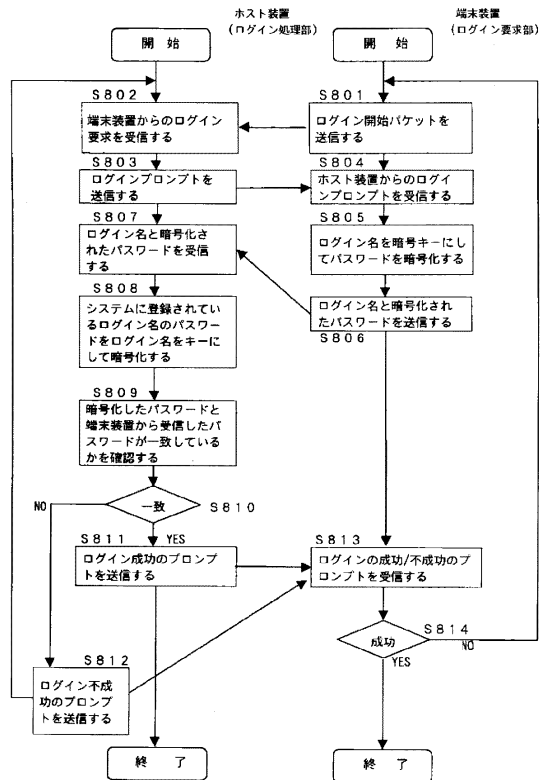 ホスト装置
(ログイン処理部)
端末装置
(ログイン要求部)
開 始
開 始
S802
端末装置からのログイン
要求を受信する
S801
ログイン開始パケットを
送信する
S803
ログインプロンプトを
送信する
S804
ホスト装置からのログイ
ンプロンプトを受信する
S807
ログイン名と暗号化さ
れたパスワードを受信
する
S805
ログイン名を暗号キーにし
てパスワードを暗号化する
S808
システムに登録されてい
るログイン名のパスワー
ドをログイン名をキーに
して暗号化する
ログイン名と暗号化され
たパスワードを送信する
S806
S809
暗号化したパスワードと
端末装置から受信したパ
スワードが一致している
かを確認する
NO
一致
S810
S811
YES
ログイン成功のプロンプ
トを送信する
S813
ログインの成功/不成功のプ
ロンプトを受信する
S812
ログイン不成
功のプロンプ
トを送信する
成功
S814
NO
YES
終 了
終 了